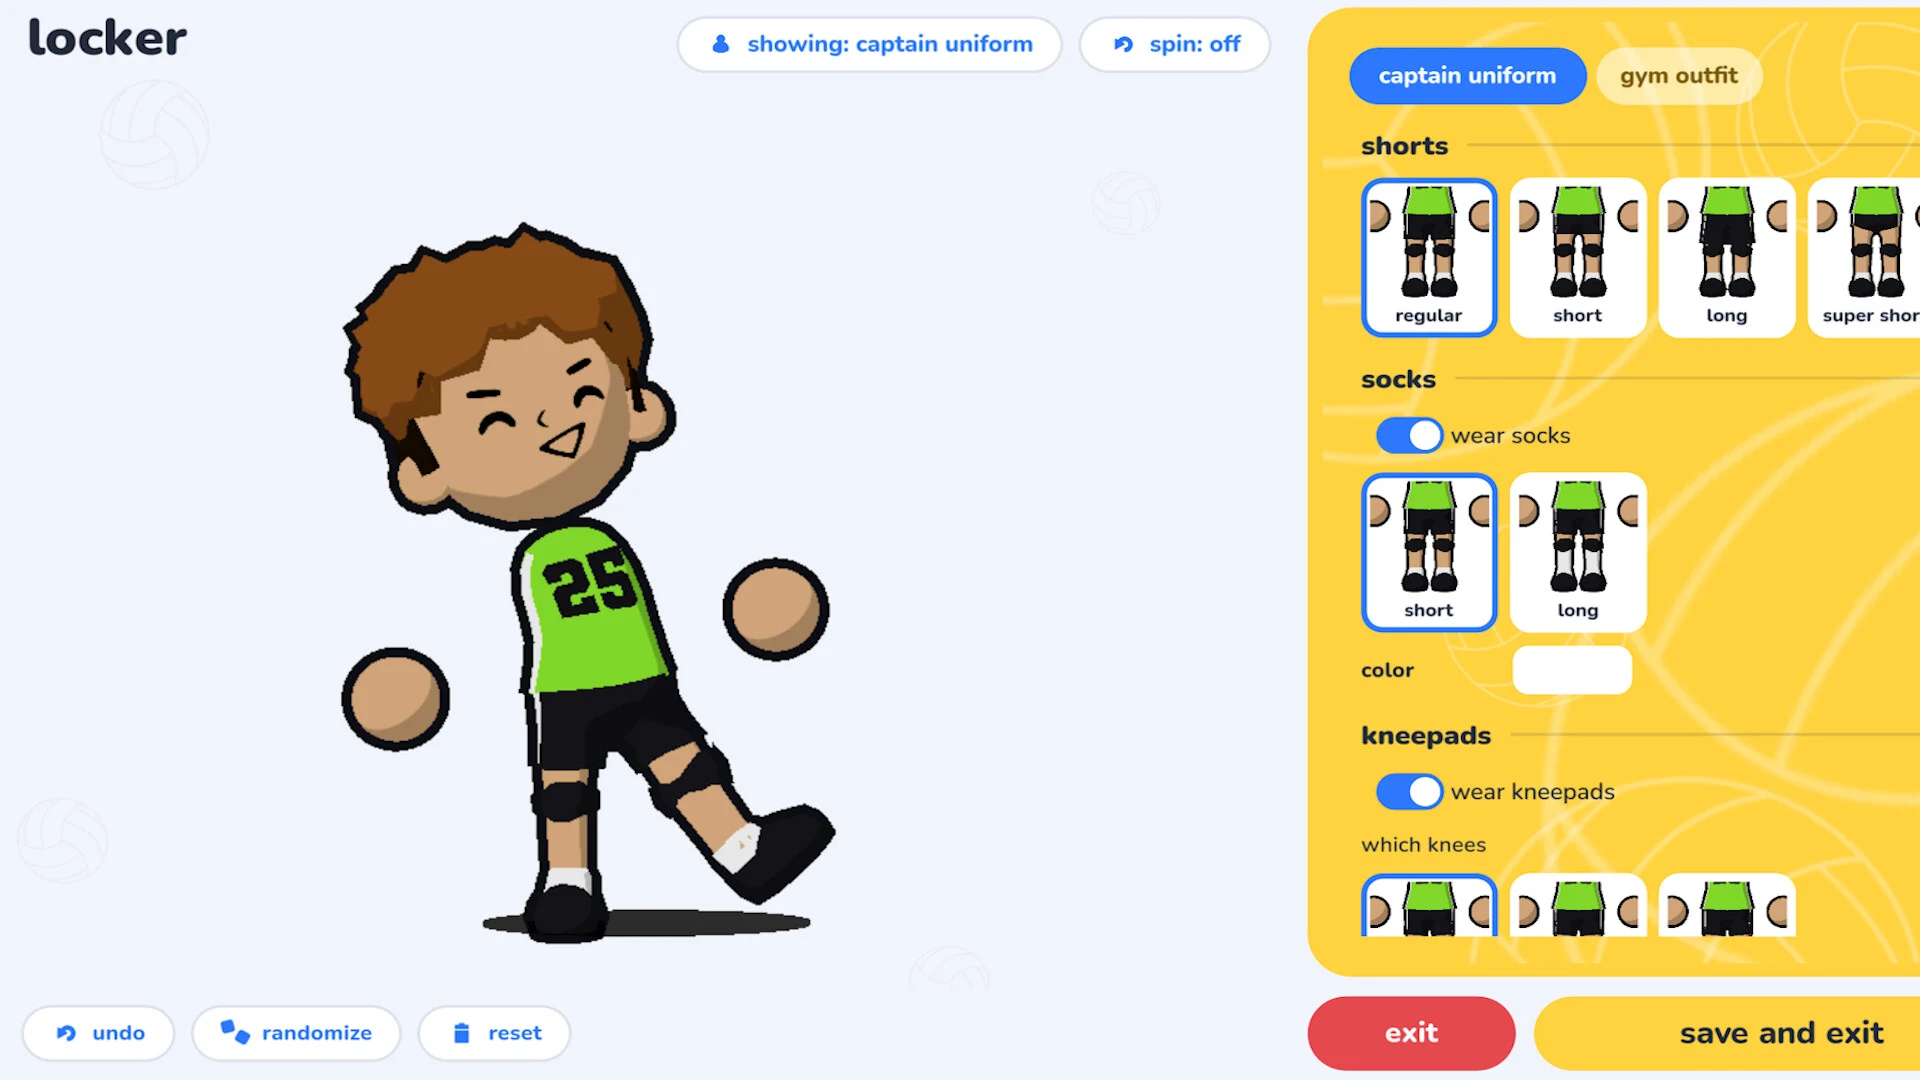 locker
showing: captain uniform
spin: off
captain uniform
gym outfit
shorts
regular
short
long
super shor
socks
wear socks
short
long
color
kneepads
wear kneepads
which knees
25
undo
randomize
reset
exit
save and exit